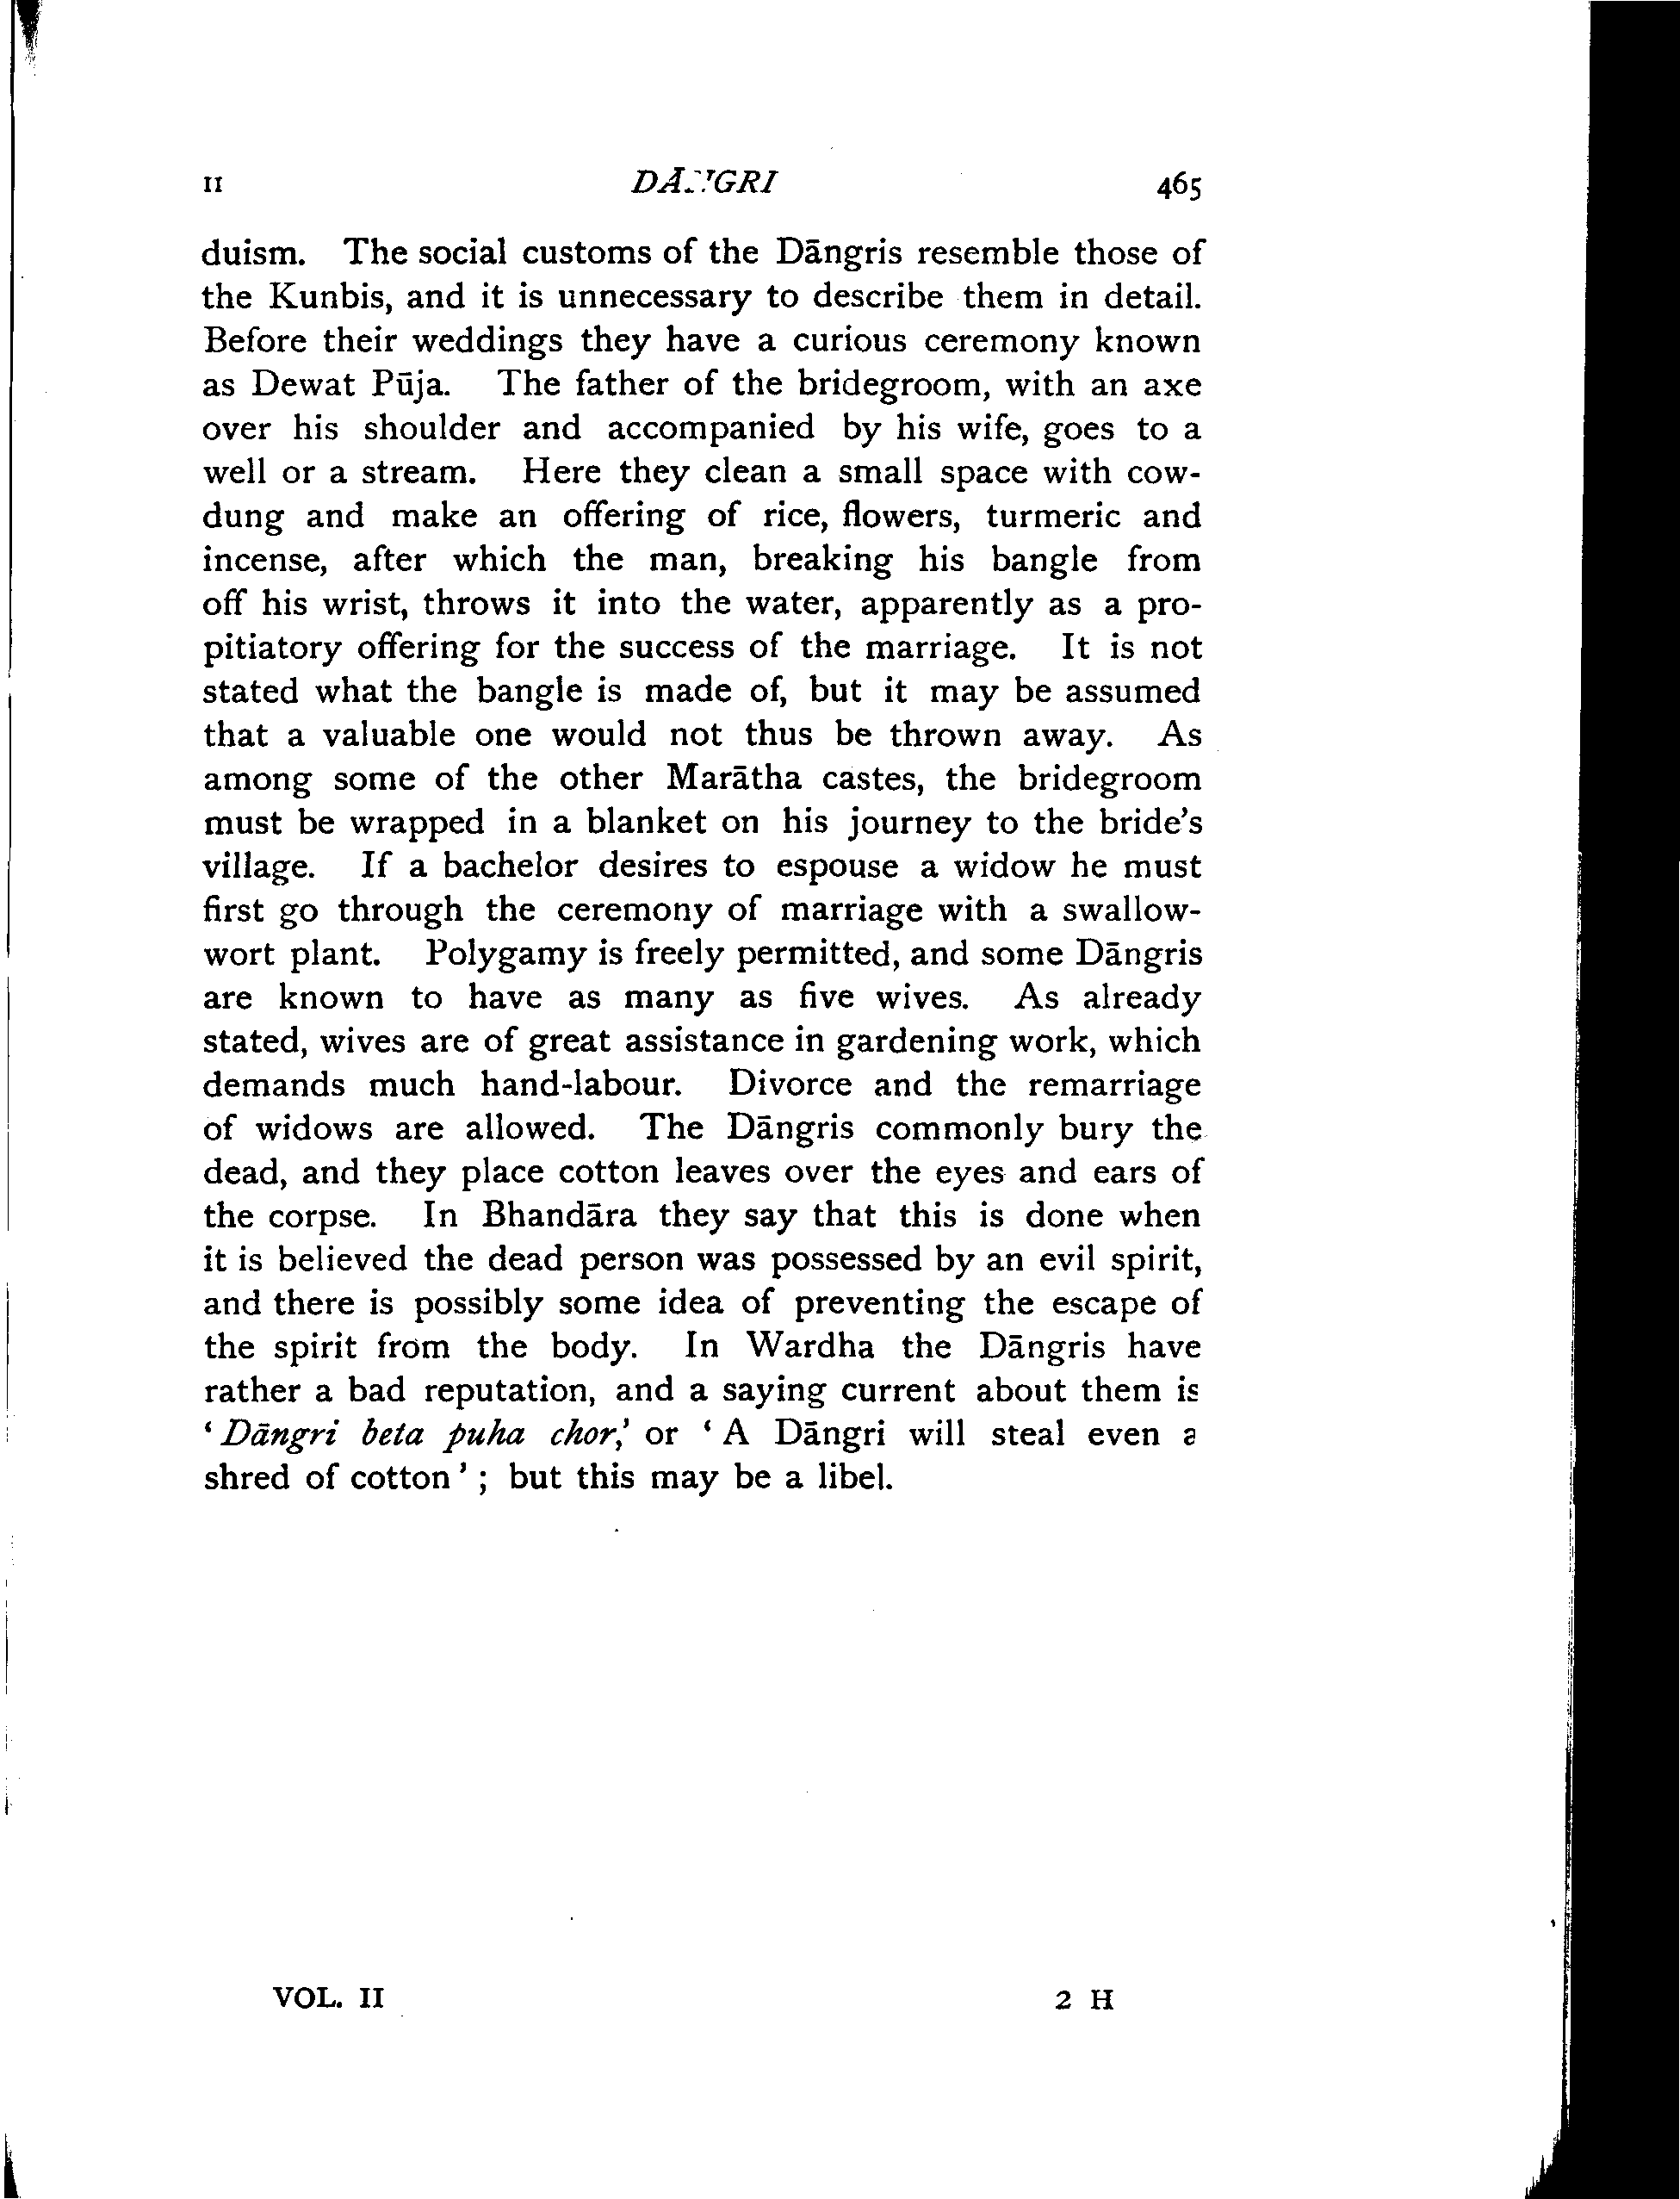 II DĀNGRI 465
duism. The social customs of the Dāngris resemble those of
the Kunbis, and it is unnecessary to describe them in detail.
Before their weddings they have a curious ceremony known
as Dewat Pūja. The father of the bridegroom, with an axe
over his shoulder and accompanied by his wife, goes to a
well or a stream. Here they clean a small space with cow-
dung and make an offering of rice, flowers, turmeric and
incense, after which the man, breaking his bangle from
off his wrist, throws it into the water, apparently as a pro-
pitiatory offering for the success of the marriage. It is not
stated what the bangle is made of, but it may be assumed
that a valuable one would not thus be thrown away. As
among some of the other Marātha castes, the bridegroom
must be wrapped in a blanket on his journey to the bride's
village. If a bachelor desires to espouse a widow he must
first go through the ceremony of marriage with a swallow-
wort plant. Polygamy is freely permitted, and some Dāngris
are known to have as many as five wives. As already
stated, wives are of great assistance in gardening work, which
demands much hand-labour. Divorce and the remarriage
of widows are allowed. The Dāngris commonly bury the
dead, and they place cotton leaves over the eyes and ears of
the corpse. In Bhandāra they say that this is done when
it is believed the dead person was possessed by an evil spirit,
and there is possibly some idea of preventing the escape of
the spirit from the body. In Wardha the Dāngris have
rather a bad reputation, and a saying current about them is
‘Dāngri beta puha chor,’ or ‘A Dāngri will steal even a
shred of cotton’; but this may be a libel.
VOL. II 2 H